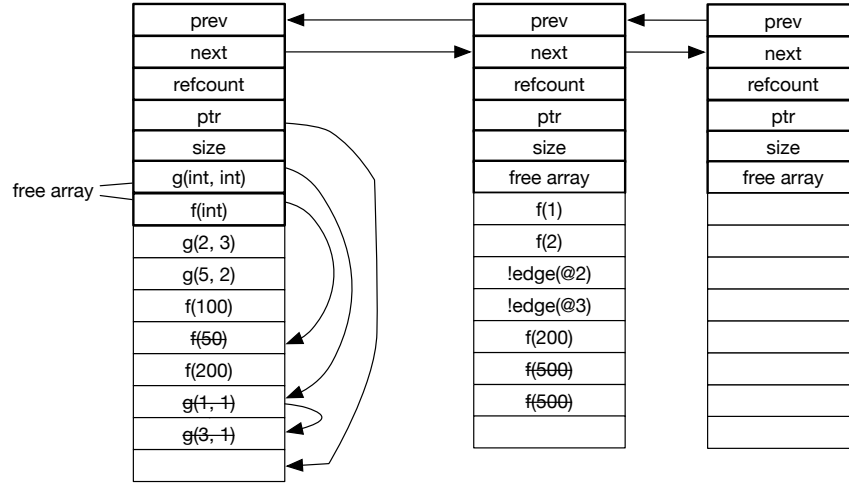 prev
next
refcount
ptr
size
free array
g(int, int)
f(int)
g(2, 3)
g(5, 2)
f(100)
f(50)
f(200)
g(1, 1)
g(3, 1)
prev
next
refcount
ptr
size
free array
f(1)
f(2)
!edge(@2)
!edge(@3)
f(200)
f(500)
f(500)
prev
next
refcount
ptr
size
free array